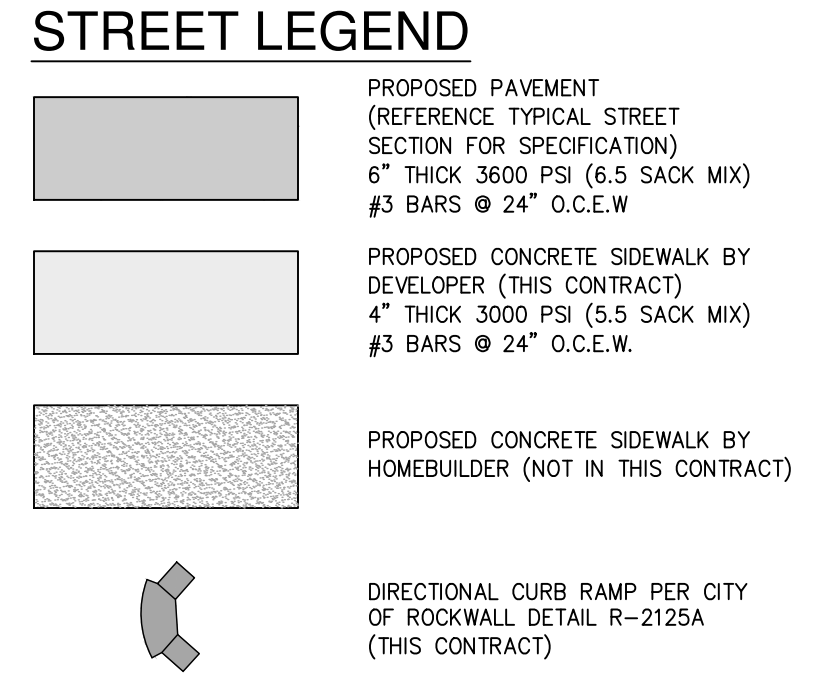 STREET LEGEND
PROPOSED PAVEMENT
(REFERENCE TYPICAL STREET
SECTION FOR SPECIFICATION)
6" THICK 3600 PSI (6.5 SACK MIX)
#3 BARS @ 24" O.C.E.W
PROPOSED CONCRETE SIDEWALK BY
DEVELOPER (THIS CONTRACT)
4" THICK 3000 PSI (5.5 SACK MIX)
#3 BARS @ 24" O.C.E.W.
PROPOSED CONCRETE SIDEWALK BY
HOMEBUILDER (NOT IN THIS CONTRACT)
DIRECTIONAL CURB RAMP PER CITY
OF ROCKWALL DETAIL R-2125A
(THIS CONTRACT)